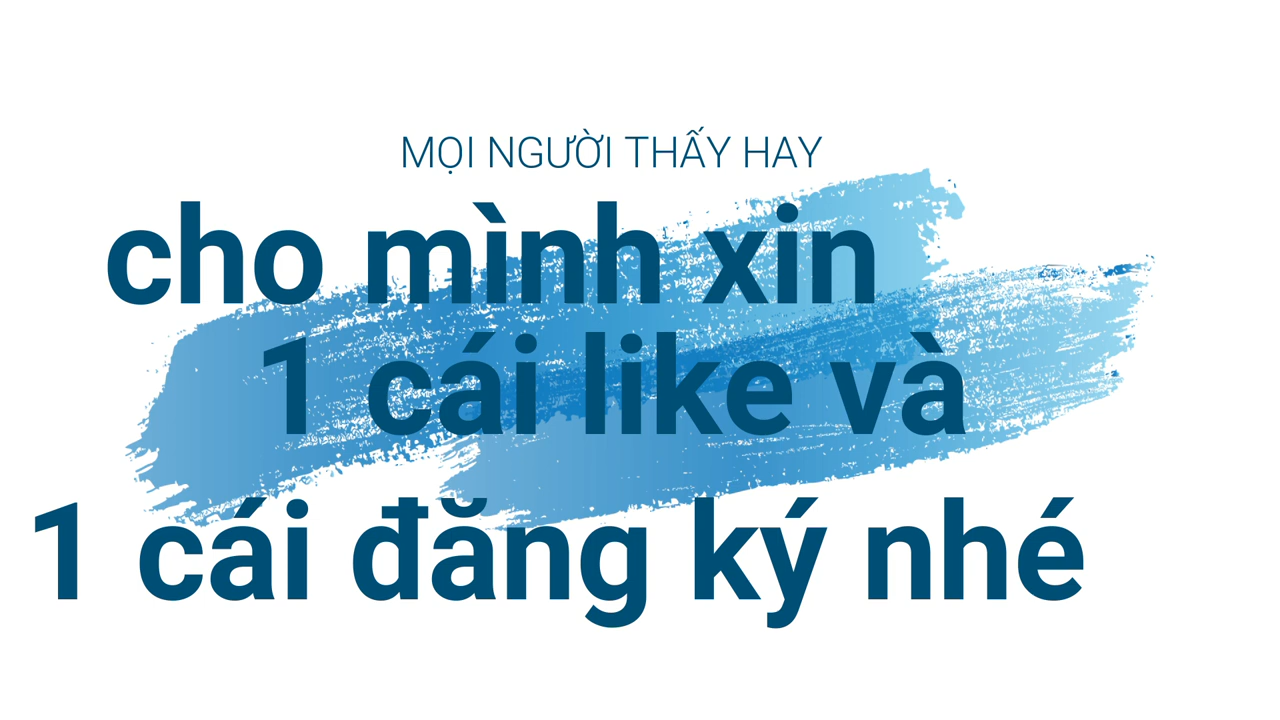 MỌI NGƯỜI THẤY HAY
cho mình xin
1 cái like và
1 cái đăng ký nhé